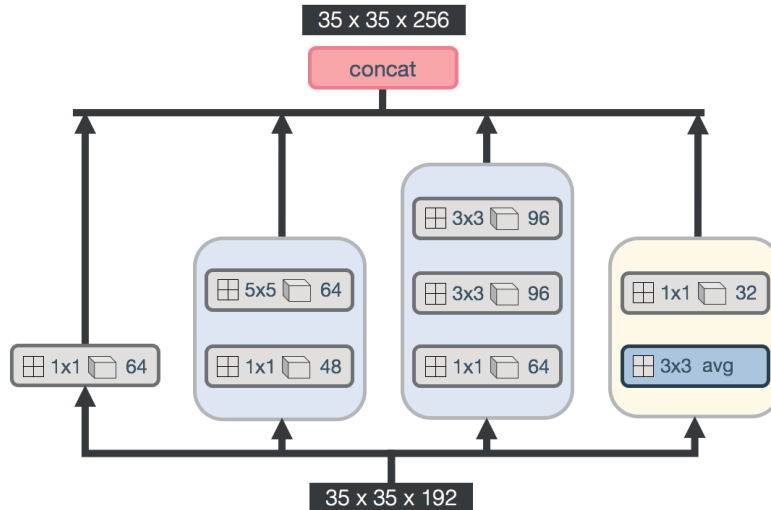 35 x 35 x 256
concat
3x3 96
5x5 64
3x3 96
1x1 32
1x1 64
1x1 48
1x1 64
3x3 avg
35 x 35 x 192